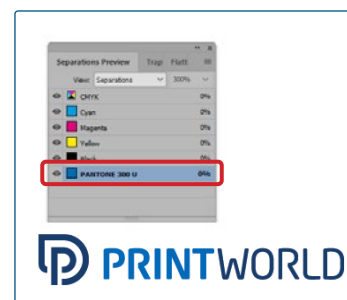 Separations Preview Trap Flatt
View: Separations 300%
CMYK 0%
Cyan 0%
Magenta 0%
Yellow 0%
Black 0%
PANTONE 300 U 0%
PRINTWORLD